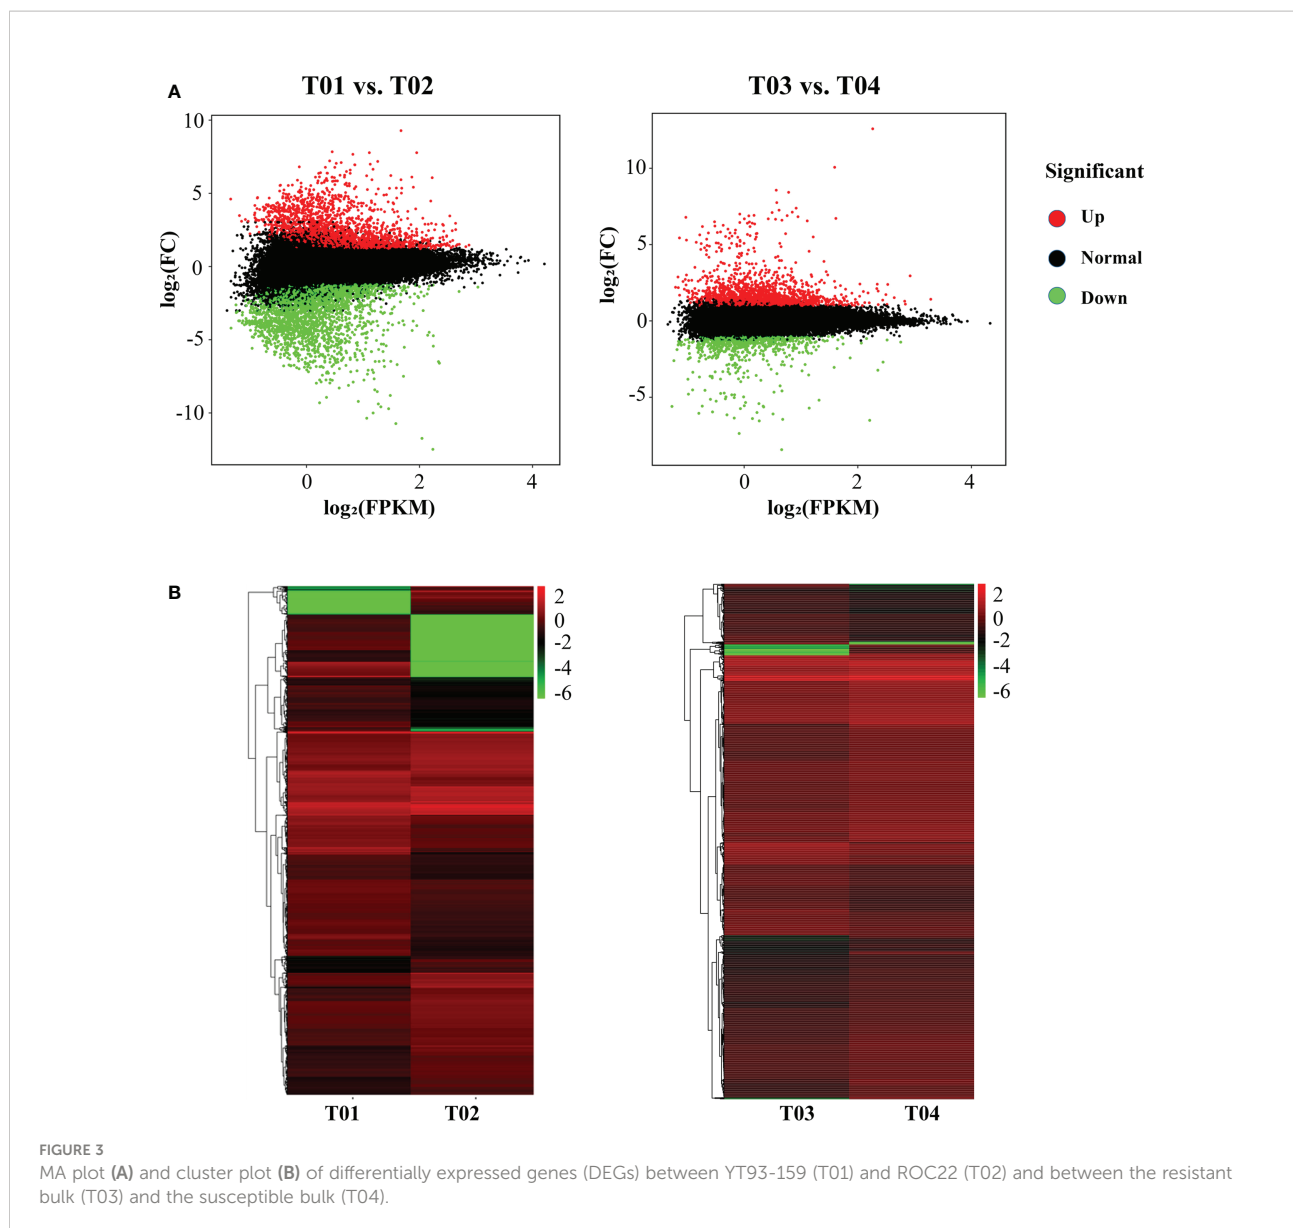 A
T01 vs. T02
T03 vs. T04
10
5
0
-5
-10
log₂(FC)
0 2 4
log₂(FPKM)
10
5
0
-5
log₂(FC)
0 2 4
log₂(FPKM)
Significant
Up
Normal
Down
B
2
0
-2
-4
-6
T01 T02
2
0
-2
-4
-6
T03 T04
FIGURE 3
MA plot (A) and cluster plot (B) of differentially expressed genes (DEGs) between YT93-159 (T01) and ROC22 (T02) and between the resistant
bulk (T03) and the susceptible bulk (T04).